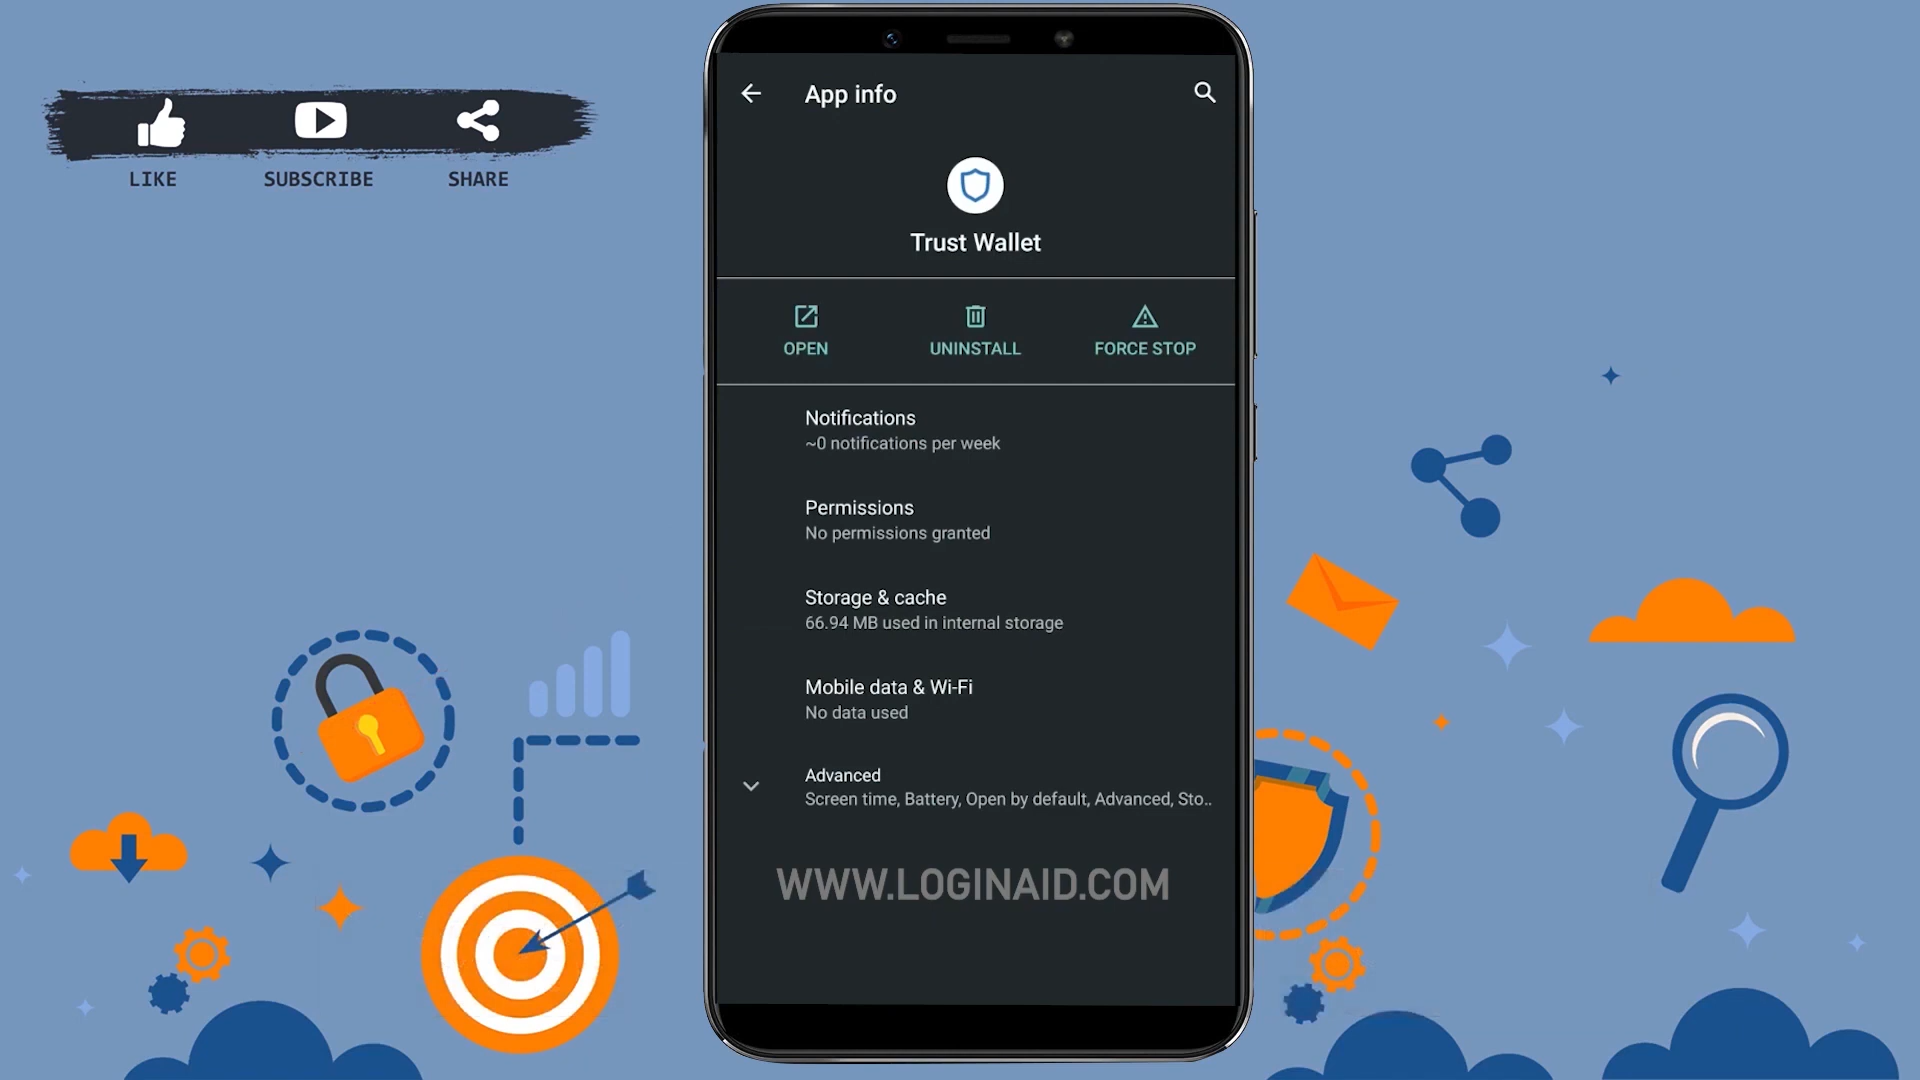 LIKE
SUBSCRIBE
SHARE
App info
Trust Wallet
OPEN
UNINSTALL
FORCE STOP
Notifications
~0 notifications per week
Permissions
No permissions granted
Storage & cache
66.94 MB used in internal storage
Mobile data & Wi-Fi
No data used
Advanced
Screen time, Battery, Open by default, Advanced, Sto..
WWW.LOGINAID.COM